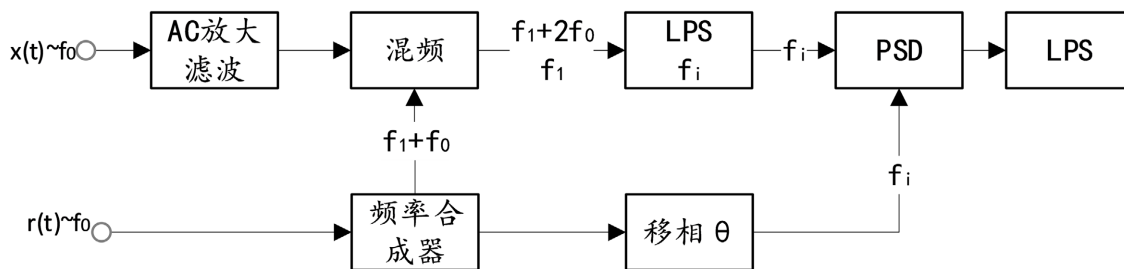 x(t)~f0
AC放大
滤波
混频
f1+2f0
f1
LPS
fi
fi
PSD
LPS
f1+f0
fi
r(t)~f0
频率合
成器
移相 θ